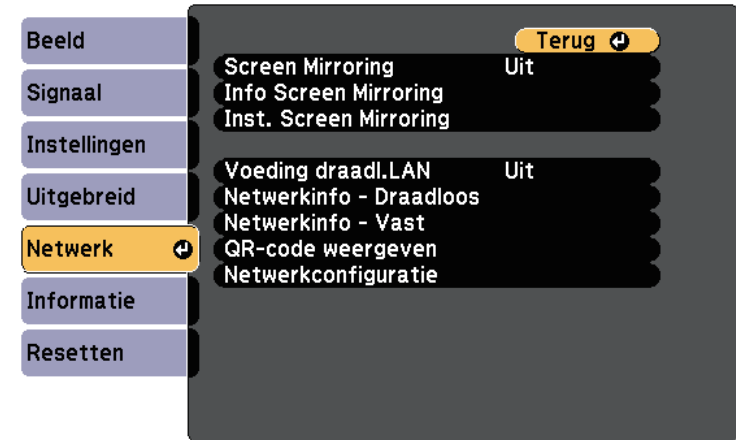 Beeld
Signaal
Instellingen
Uitgebreid
Netwerk
Informatie
Resetten
Terug
Screen Mirroring Uit
Info Screen Mirroring
Inst. Screen Mirroring
Voeding draadl.LAN Uit
Netwerkinfo - Draadloos
Netwerkinfo - Vast
QR-code weergeven
Netwerkconfiguratie